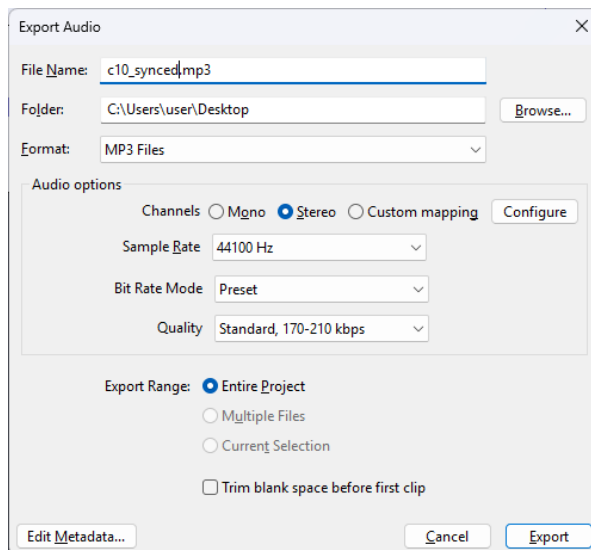 Export Audio
File Name: c10_synced.mp3
Folder: C:\Users\user\Desktop Browse...
Format: MP3 Files
Audio options
Channels Mono Stereo Custom mapping Configure
Sample Rate 44100 Hz
Bit Rate Mode Preset
Quality Standard, 170-210 kbps
Export Range: Entire Project
Multiple Files
Current Selection
Trim blank space before first clip
Edit Metadata... Cancel Export